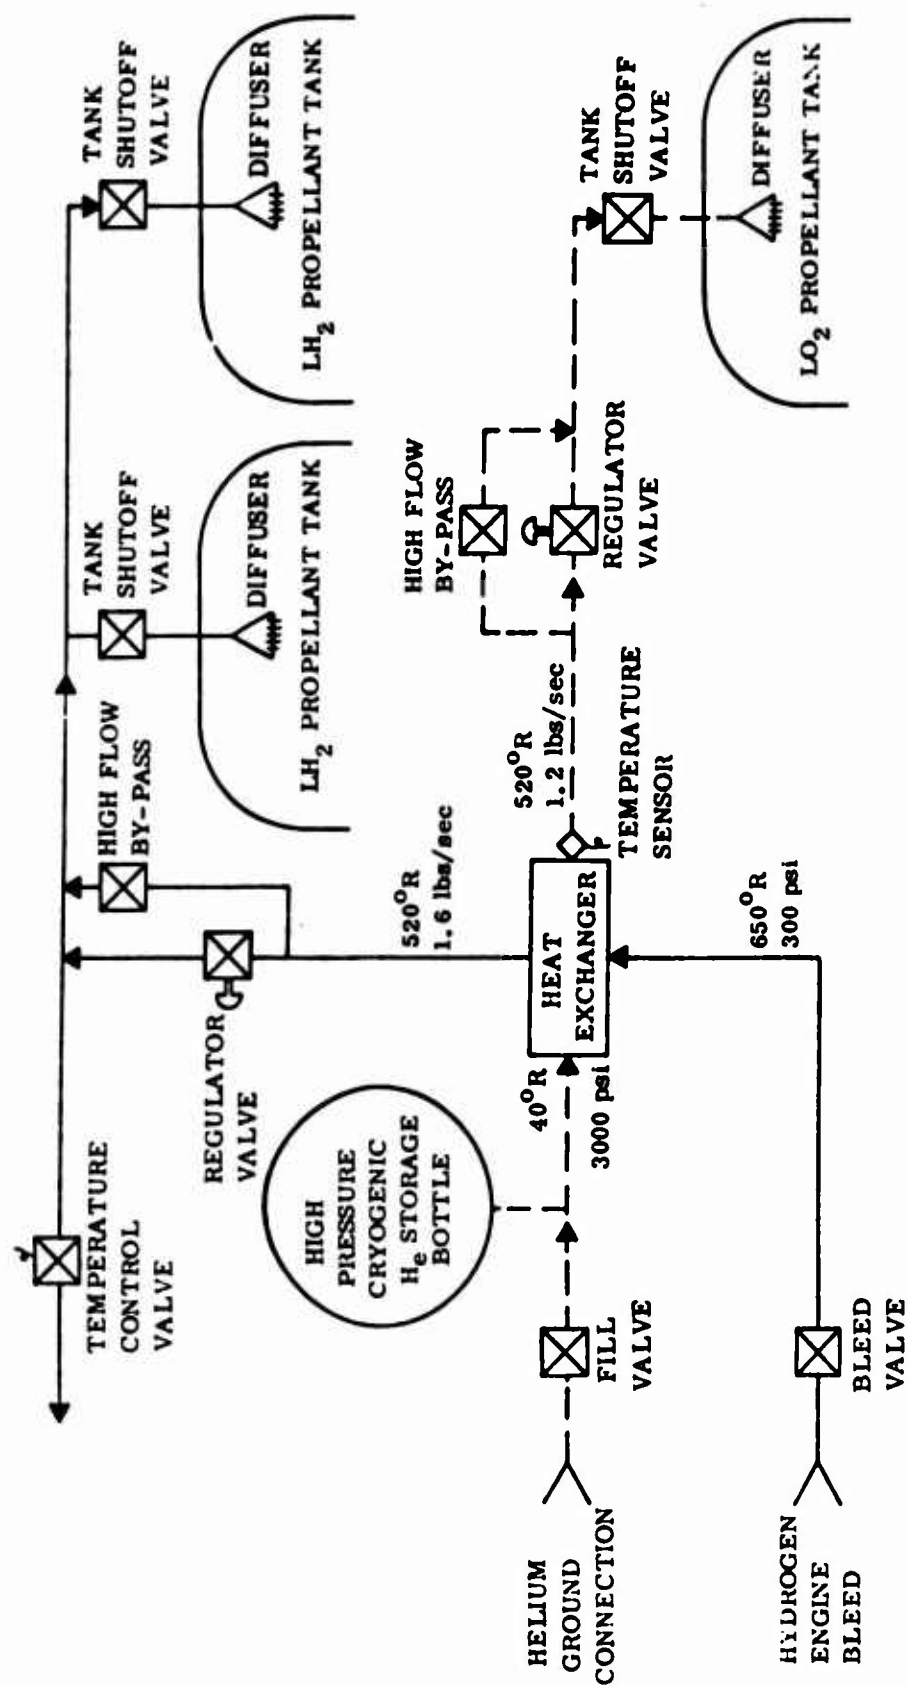 TEMPERATURE
CONTROL
VALVE
REGULATOR
VALVE
HIGH FLOW
BY-PASS
TANK
SHUTOFF
VALVE
TANK
SHUTOFF
VALVE
DIFFUSER
LH2 PROPELLANT TANK
DIFFUSER
LH2 PROPELLANT TANK
HIGH
PRESSURE
CRYOGENIC
He STORAGE
BOTTLE
520°R
1.6 lbs/sec
HIGH FLOW
BY-PASS
TANK
SHUTOFF
VALVE
HELIUM
GROUND
CONNECTION
FILL
VALVE
40°R
3000 psi
HEAT
EXCHANGER
520°R
1.2 lbs/sec
TEMPERATURE
SENSOR
REGULATOR
VALVE
DIFFUSER
LO2 PROPELLANT TANK
650°R
300 psi
HYDROGEN
ENGINE
BLEED
BLEED
VALVE